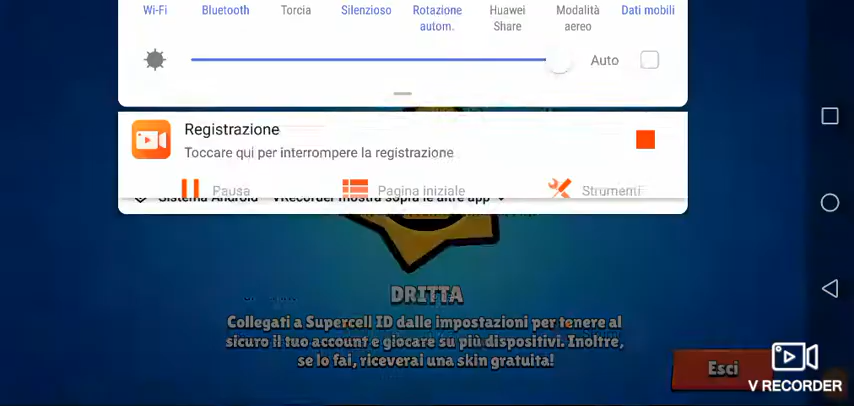 Wi-Fi Bluetooth Torcia Silenzioso Rotazione autom. Huawei Share Modalità aereo Dati mobili
Auto
Registrazione
Toccare qui per interrompere la registrazione
Pausa Pagina iniziale Strumenti
Sistema Android VRecorder mostra sopra le altre app
DRITTA
Collegati a Supercell ID dalle impostazioni per tenere al
sicuro il tuo account e giocare su più dispositivi. Inoltre,
se lo fai, riceverai una skin gratuita!
Esci
V RECORDER